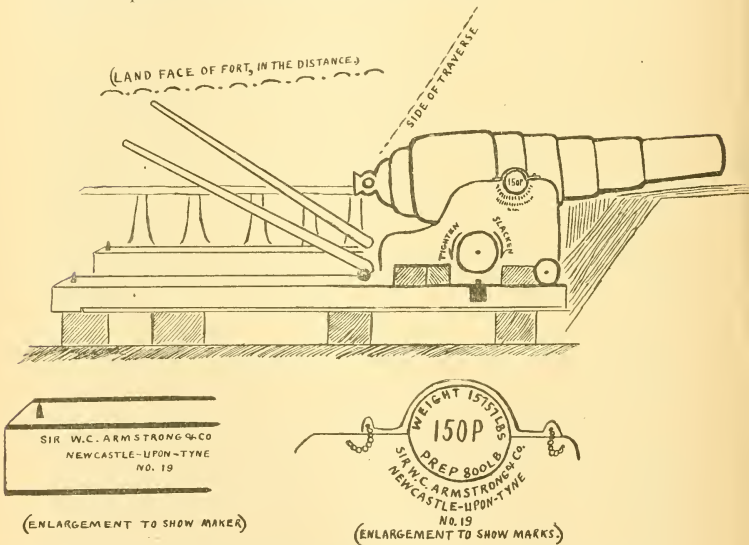 (LAND FACE OF FORT, IN THE DISTANCE.)
SIDE OF TRAVERSE
150P
TIGHTEN
SLACKEN
SIR W.C. ARMSTRONG & CO
NEWCASTLE-UPON-TYNE
NO. 19
(ENLARGEMENT TO SHOW MAKER)
WEIGHT 15757LBS
150P
PREP 800LB
SIR W.C. ARMSTRONG & Co.
NEWCASTLE-UPON-TYNE
NO. 19
(ENLARGEMENT TO SHOW MARKS.)